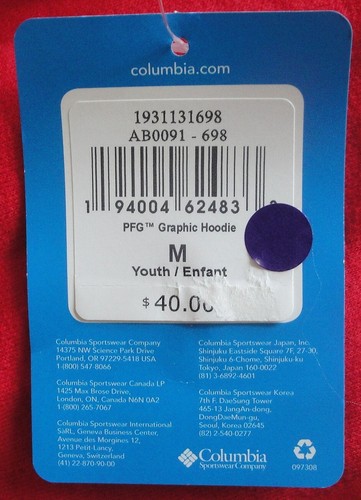 columbia.com
1931131698
AB0091 - 698
1 94004 62483
PFG™ Graphic Hoodie
M
Youth / Enfant
$ 40.00
Columbia Sportswear Company
14375 NW Science Park Drive
Portland, OR 97229-5418 USA
1-(800) 547-8066
Columbia Sportswear Canada LP
1425 Max Brose Drive,
London, ON, Canada N6N 0A2
1-(800) 265-7067
Columbia Sportswear International
SaRL, Geneva Business Center,
Avenue des Morgines 12,
1213 Petit-Lancy,
Geneva, Switzerland
(41) 22-870-90-00
Columbia Sportswear Japan, Inc.
Shinjuku Eastside Square 7F, 27-30,
Shinjuku 6-Chome, Shinjuku-ku
Tokyo, Japan 160-0022
(81) 3-6892-4601
Columbia Sportswear Korea
7th F. DaeSung Tower
465-13 JangAn-dong,
DongDaeMun-gu,
Seoul, Korea 02645
(82) 2-540-0277
Columbia
Sportswear Company
097308